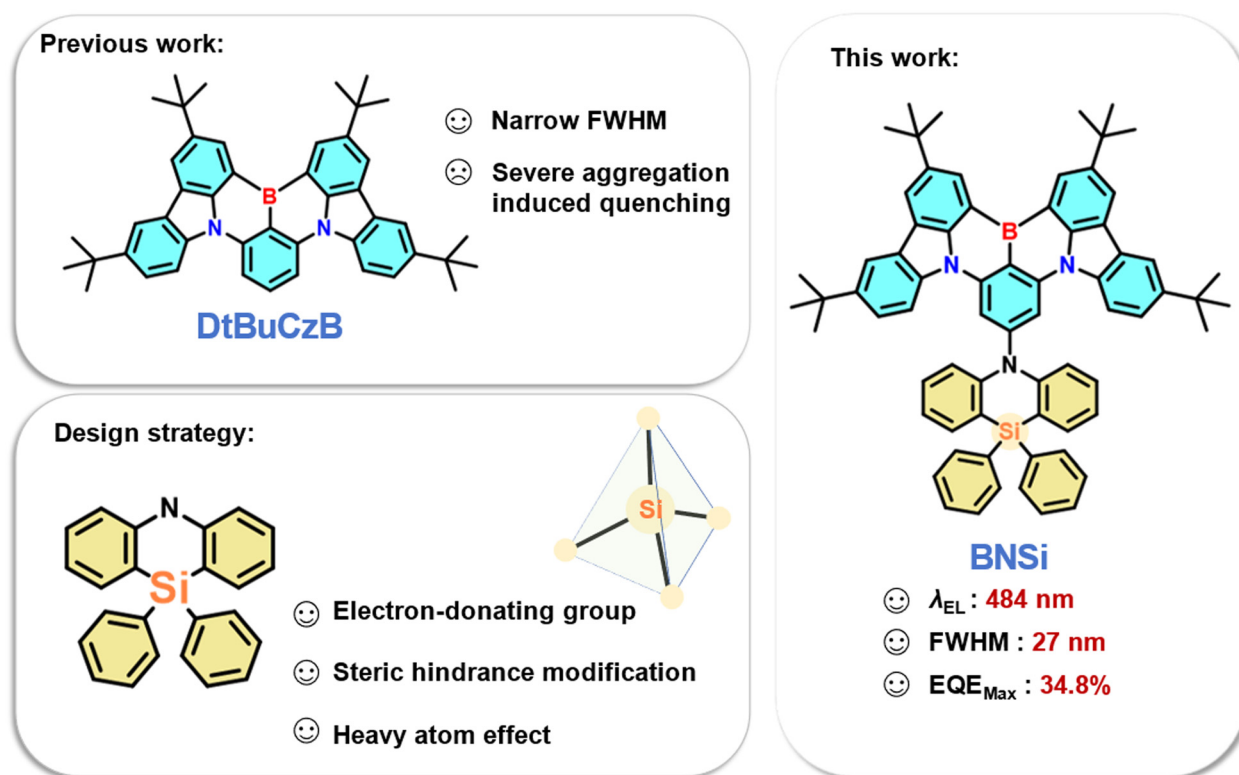 Previous work:
B
N
N
DtBuCzB
Narrow FWHM
Severe aggregation
induced quenching
Design strategy:
N
Si
Si
Electron-donating group
Steric hindrance modification
Heavy atom effect
This work:
B
N
N
N
Si
BNSi
λEL : 484 nm
FWHM : 27 nm
EQEMax : 34.8%